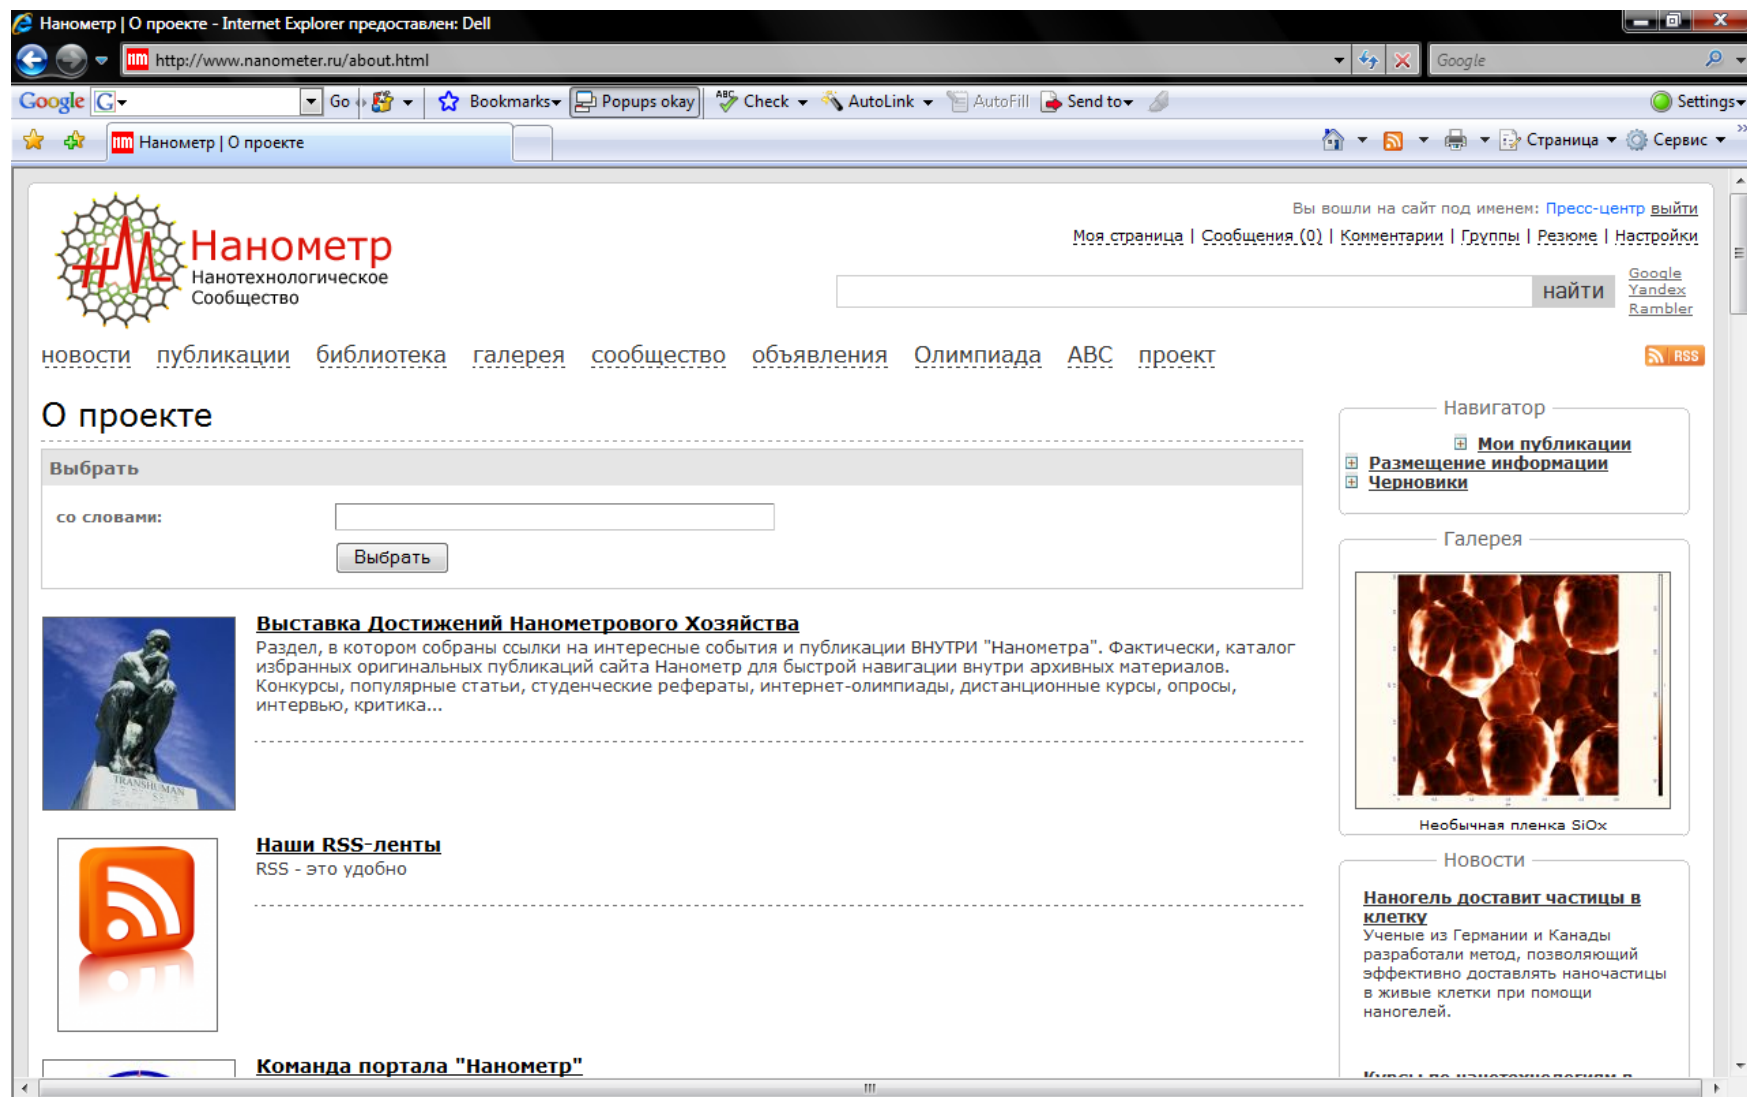 Нанометр | О проекте - Internet Explorer предоставлен: Dell
http://www.nanometer.ru/about.html
Google
Google G Go Bookmarks Popups okay Check AutoLink AutoFill Send to Settings
Нанометр | О проекте
Страница Сервис
Вы вошли на сайт под именем: Пресс-центр выйти
Моя страница | Сообщения (0) | Комментарии | Группы | Резюме | Настройки
Нанометр
Нанотехнологическое
Сообщество
найти
Google
Yandex
Rambler
новости публикации библиотека галерея сообщество объявления Олимпиада ABC проект
RSS
О проекте
Выбрать
со словами:
Выбрать
Выставка Достижений Нанометрового Хозяйства
Раздел, в котором собраны ссылки на интересные события и публикации ВНУТРИ "Нанометра". Фактически, каталог
избранных оригинальных публикаций сайта Нанометр для быстрой навигации внутри архивных материалов.
Конкурсы, популярные статьи, студенческие рефераты, интернет-олимпиады, дистанционные курсы, опросы,
интервью, критика...
TRANSHUMAN
Наши RSS-ленты
RSS - это удобно
Команда портала "Нанометр"
Навигатор
Мои публикации
Размещение информации
Черновики
Галерея
Необычная пленка SiOx
Новости
Наногель доставит частицы в
клетку
Ученые из Германии и Канады
разработали метод, позволяющий
эффективно доставлять наночастицы
в живые клетки при помощи
наногелей.
Курсы по нанотехнологиям в